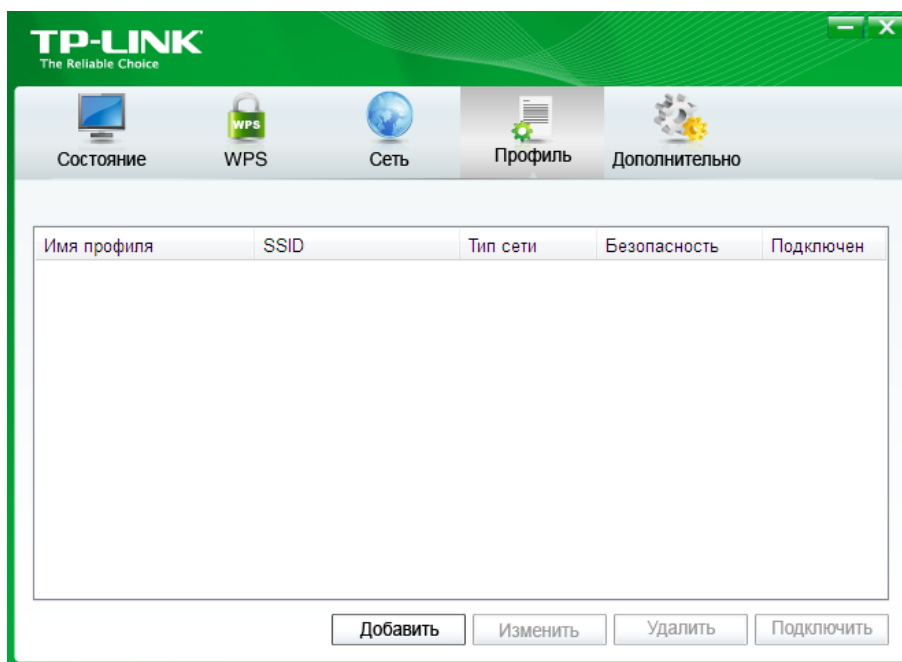 TP-LINK
The Reliable Choice
WPS
Состояние WPS Сеть Профиль Дополнительно
Имя профиля SSID Тип сети Безопасность Подключен
Добавить Изменить Удалить Подключить